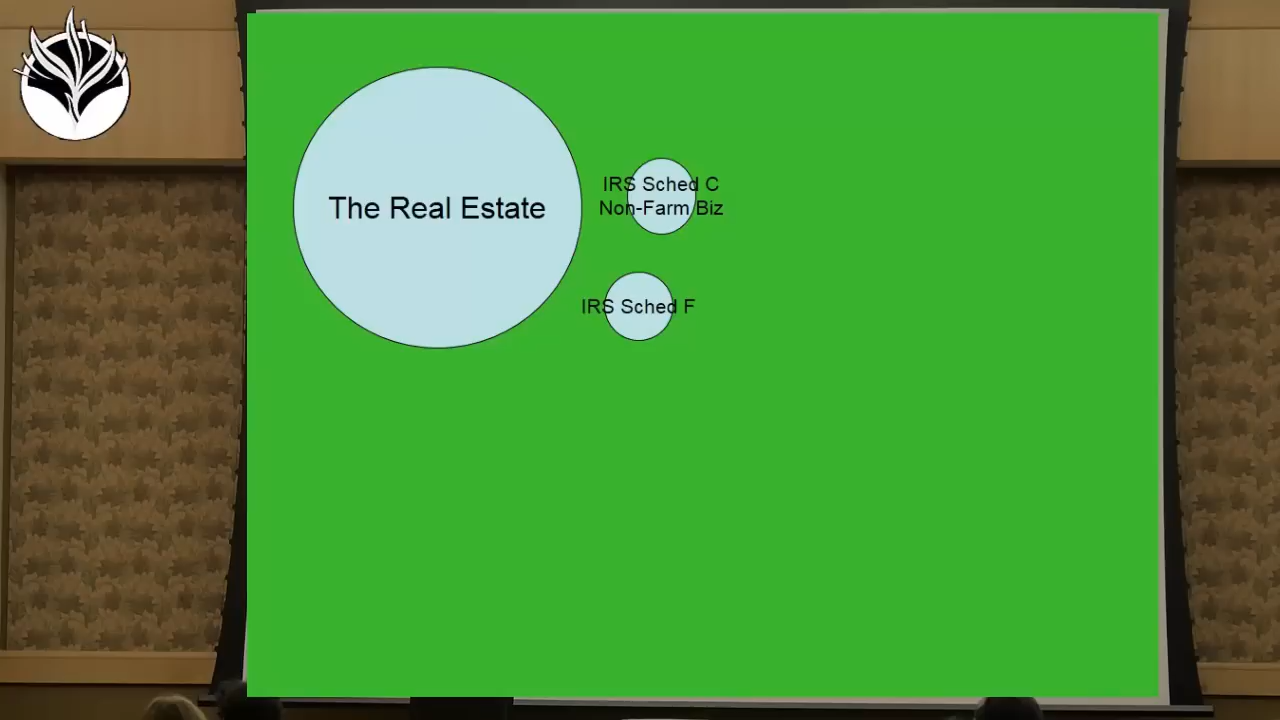 The Real Estate
IRS Sched C
Non-Farm Biz
IRS Sched F